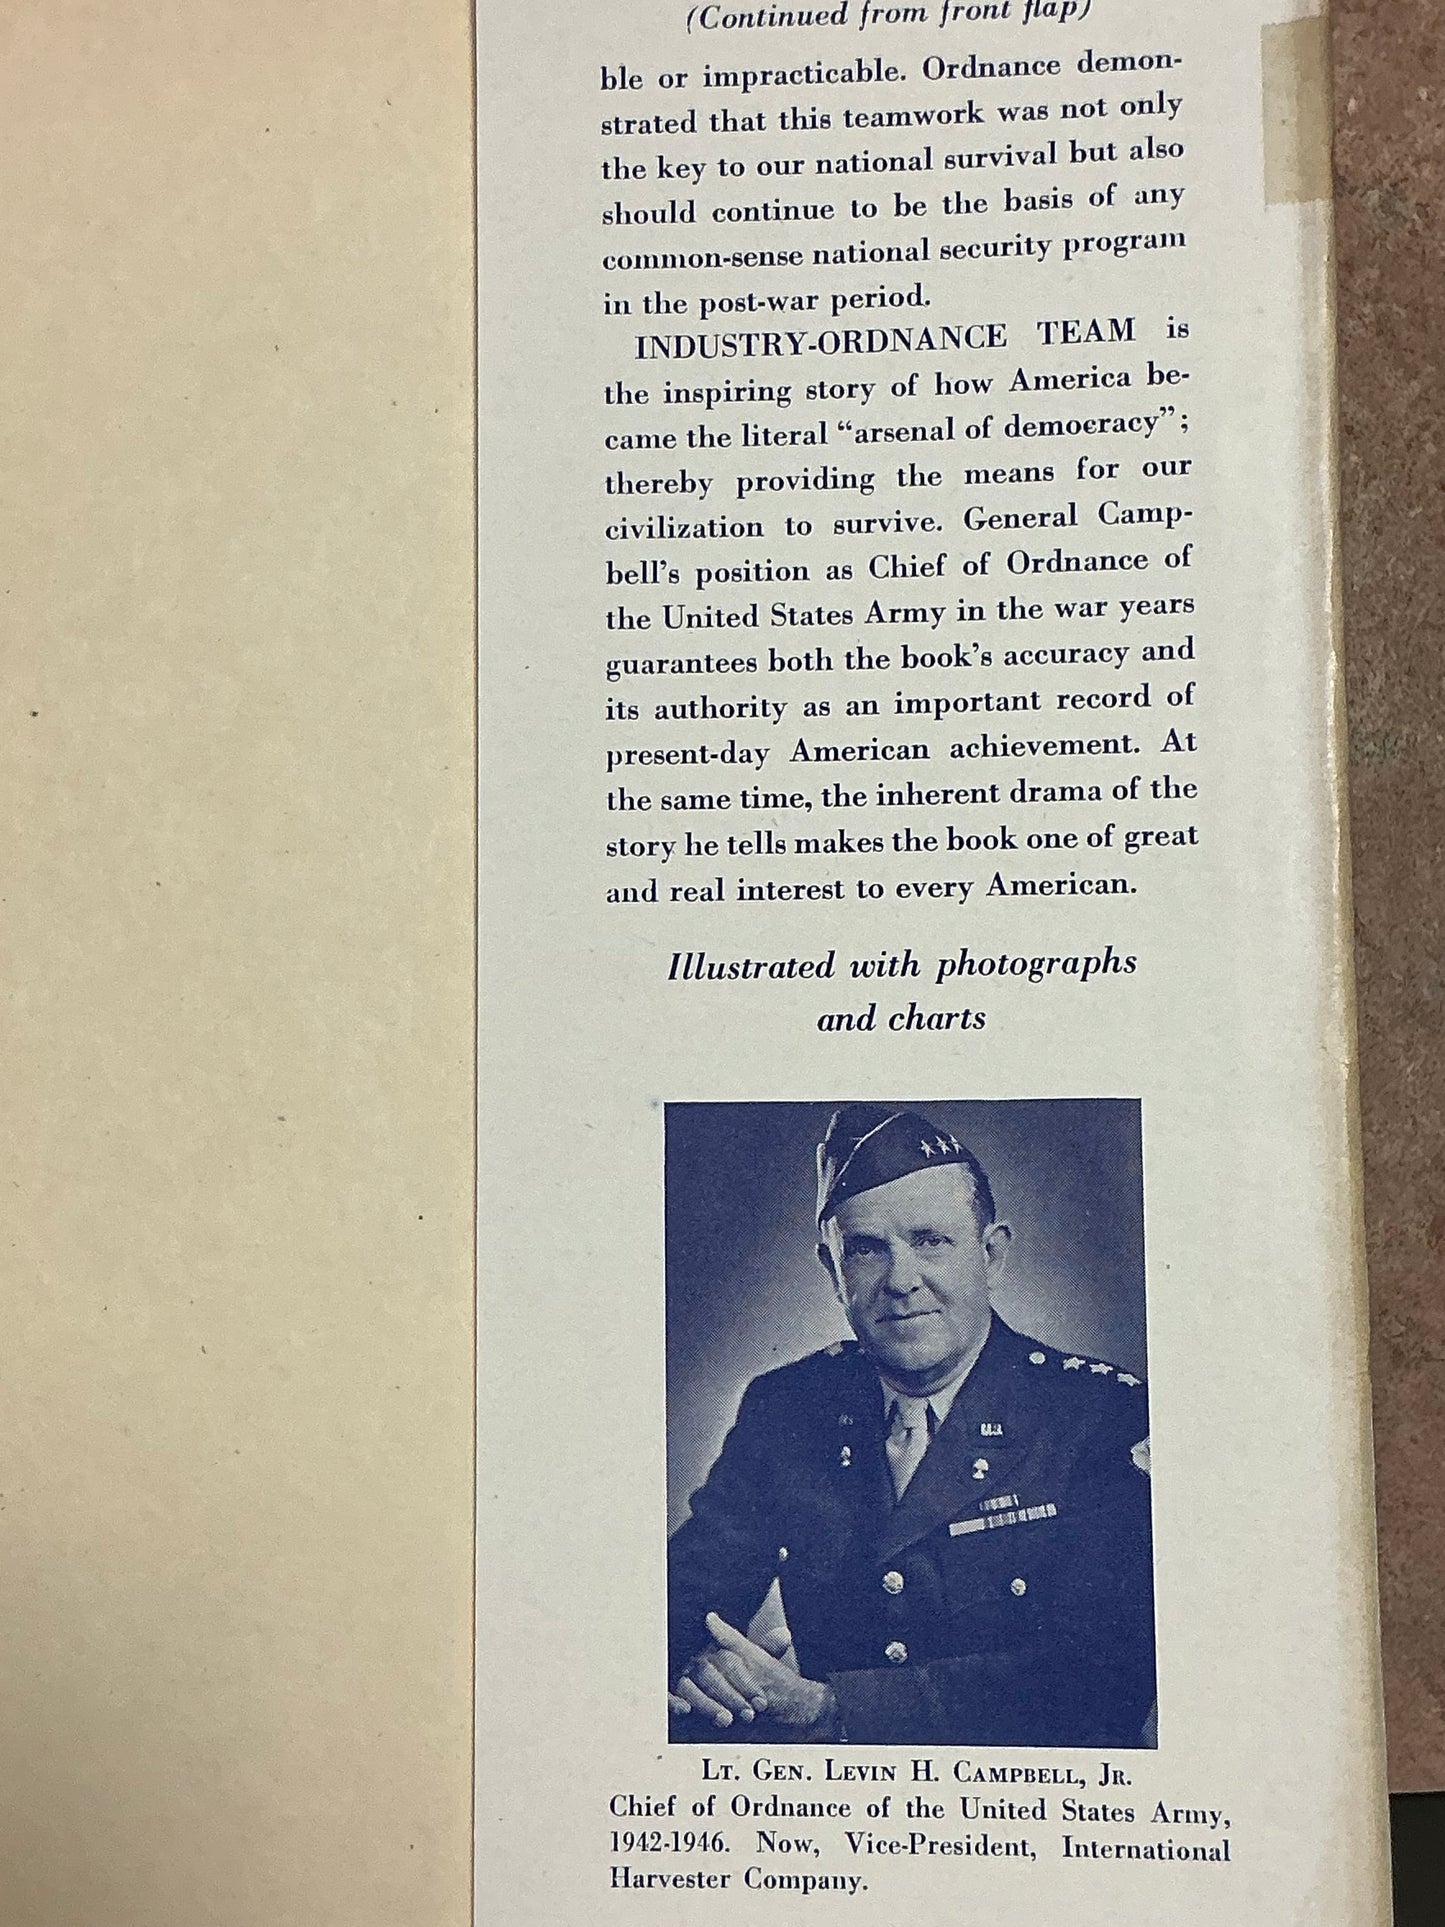 (Continued from front flap)
ble or impracticable. Ordnance demon-
strated that this teamwork was not only
the key to our national survival but also
should continue to be the basis of any
common-sense national security program
in the post-war period.
INDUSTRY-ORDNANCE TEAM is
the inspiring story of how America be-
came the literal “arsenal of democracy”;
thereby providing the means for our
civilization to survive. General Camp-
bell’s position as Chief of Ordnance of
the United States Army in the war years
guarantees both the book’s accuracy and
its authority as an important record of
present-day American achievement. At
the same time, the inherent drama of the
story he tells makes the book one of great
and real interest to every American.
Illustrated with photographs
and charts
LT. GEN. LEVIN H. CAMPBELL, JR.
Chief of Ordnance of the United States Army,
1942-1946. Now, Vice-President, International
Harvester Company.